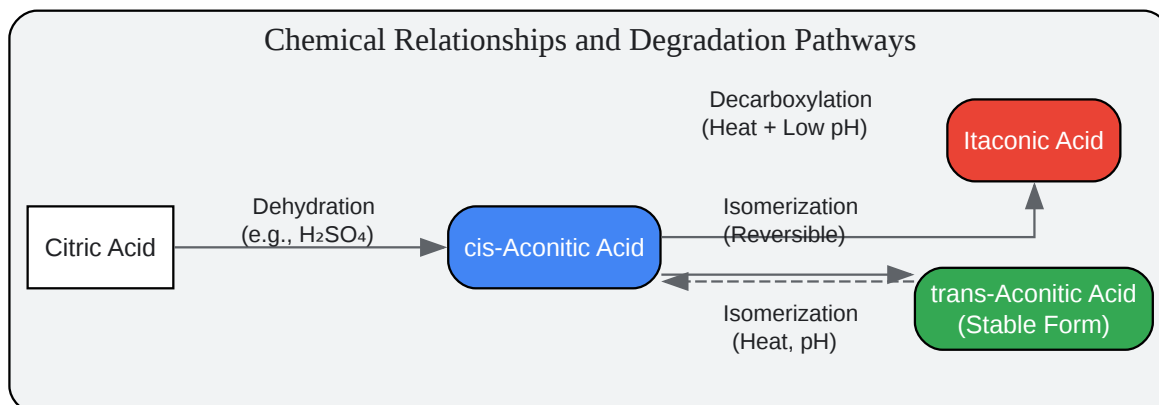 Chemical Relationships and Degradation Pathways
Decarboxylation
(Heat + Low pH)
Itaconic Acid
Citric Acid
Dehydration
(e.g., H₂SO₄)
cis-Aconitic Acid
Isomerization
(Reversible)
trans-Aconitic Acid
(Stable Form)
Isomerization
(Heat, pH)